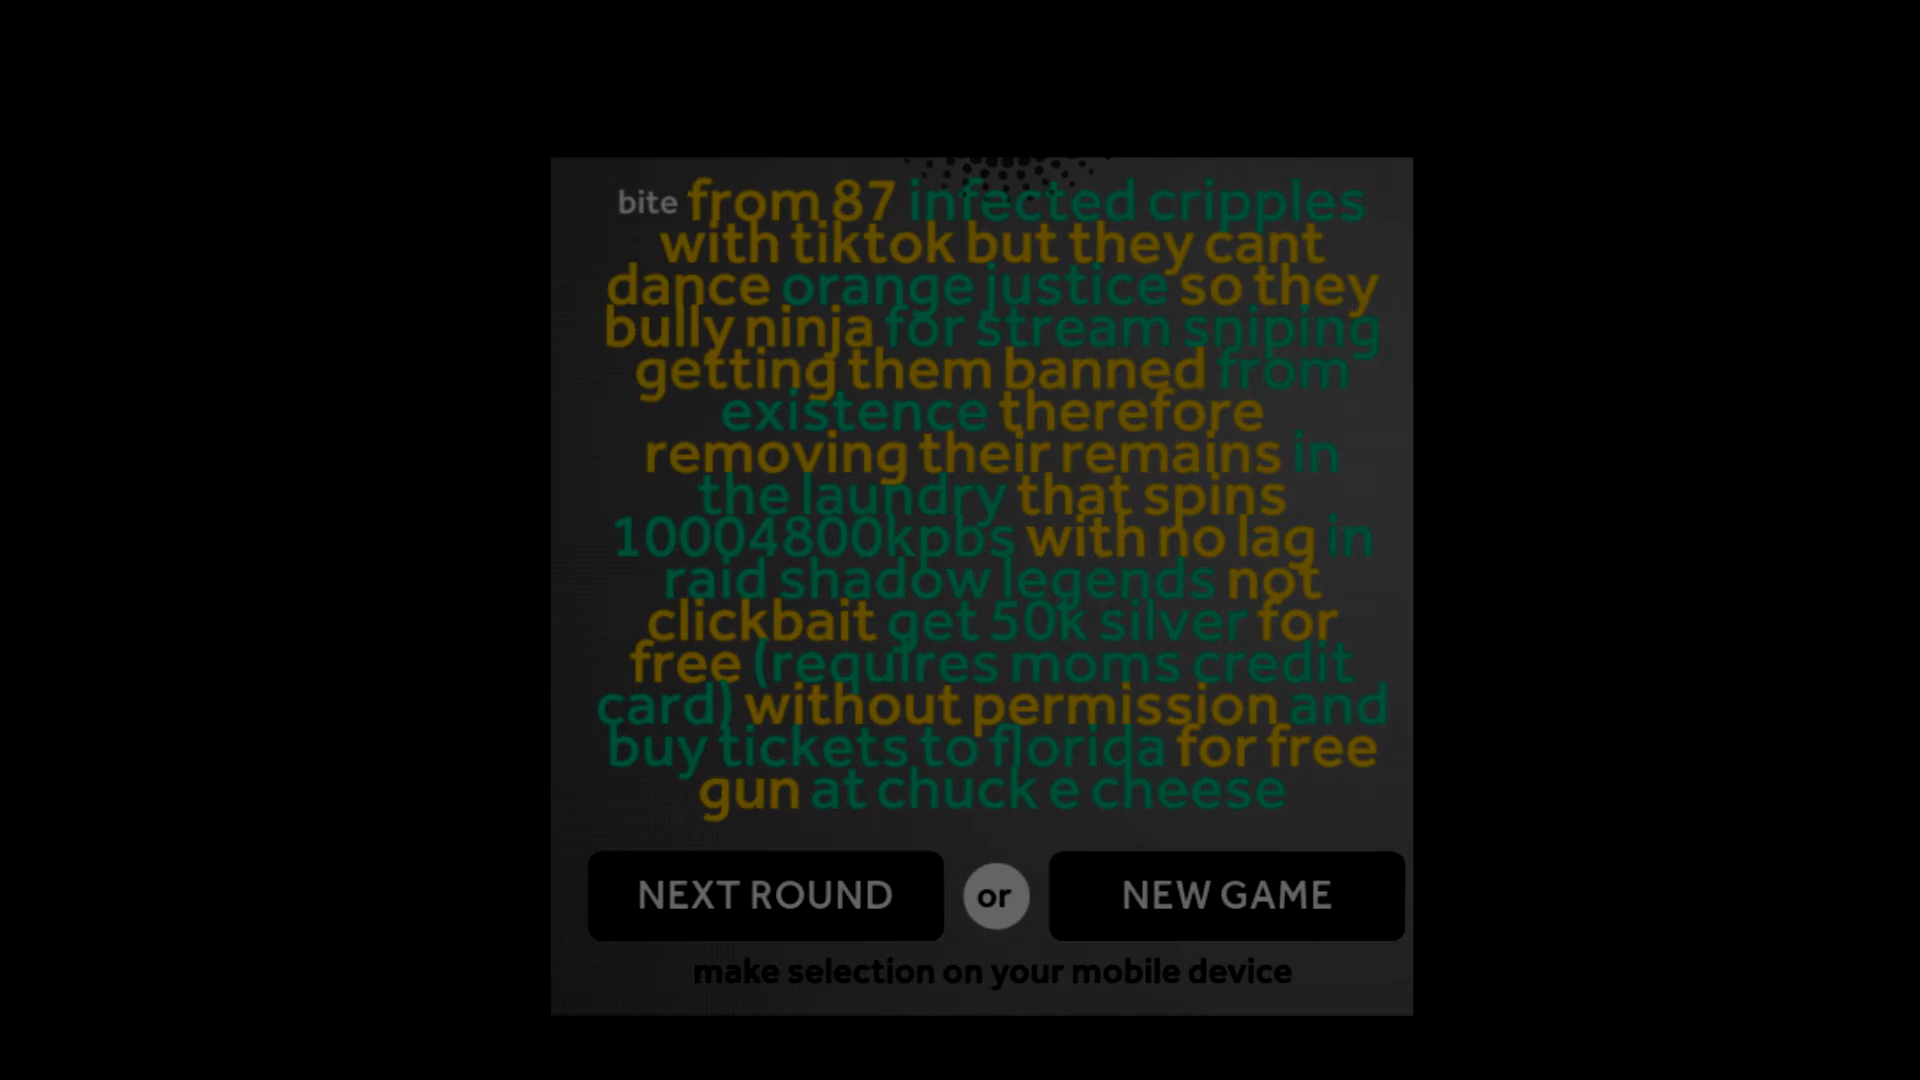 bite from 87 infected cripples
with tiktok but they cant
dance orange justice so they
bully ninja for stream sniping
getting them banned from
existence therefore
removing their remains in
the laundry that spins
10004800kpbs with no lag in
raid shadow legends not
clickbait get 50k silver for
free (requires moms credit
card) without permission and
buy tickets to florida for free
gun at chuck e cheese
NEXT ROUND or NEW GAME
make selection on your mobile device